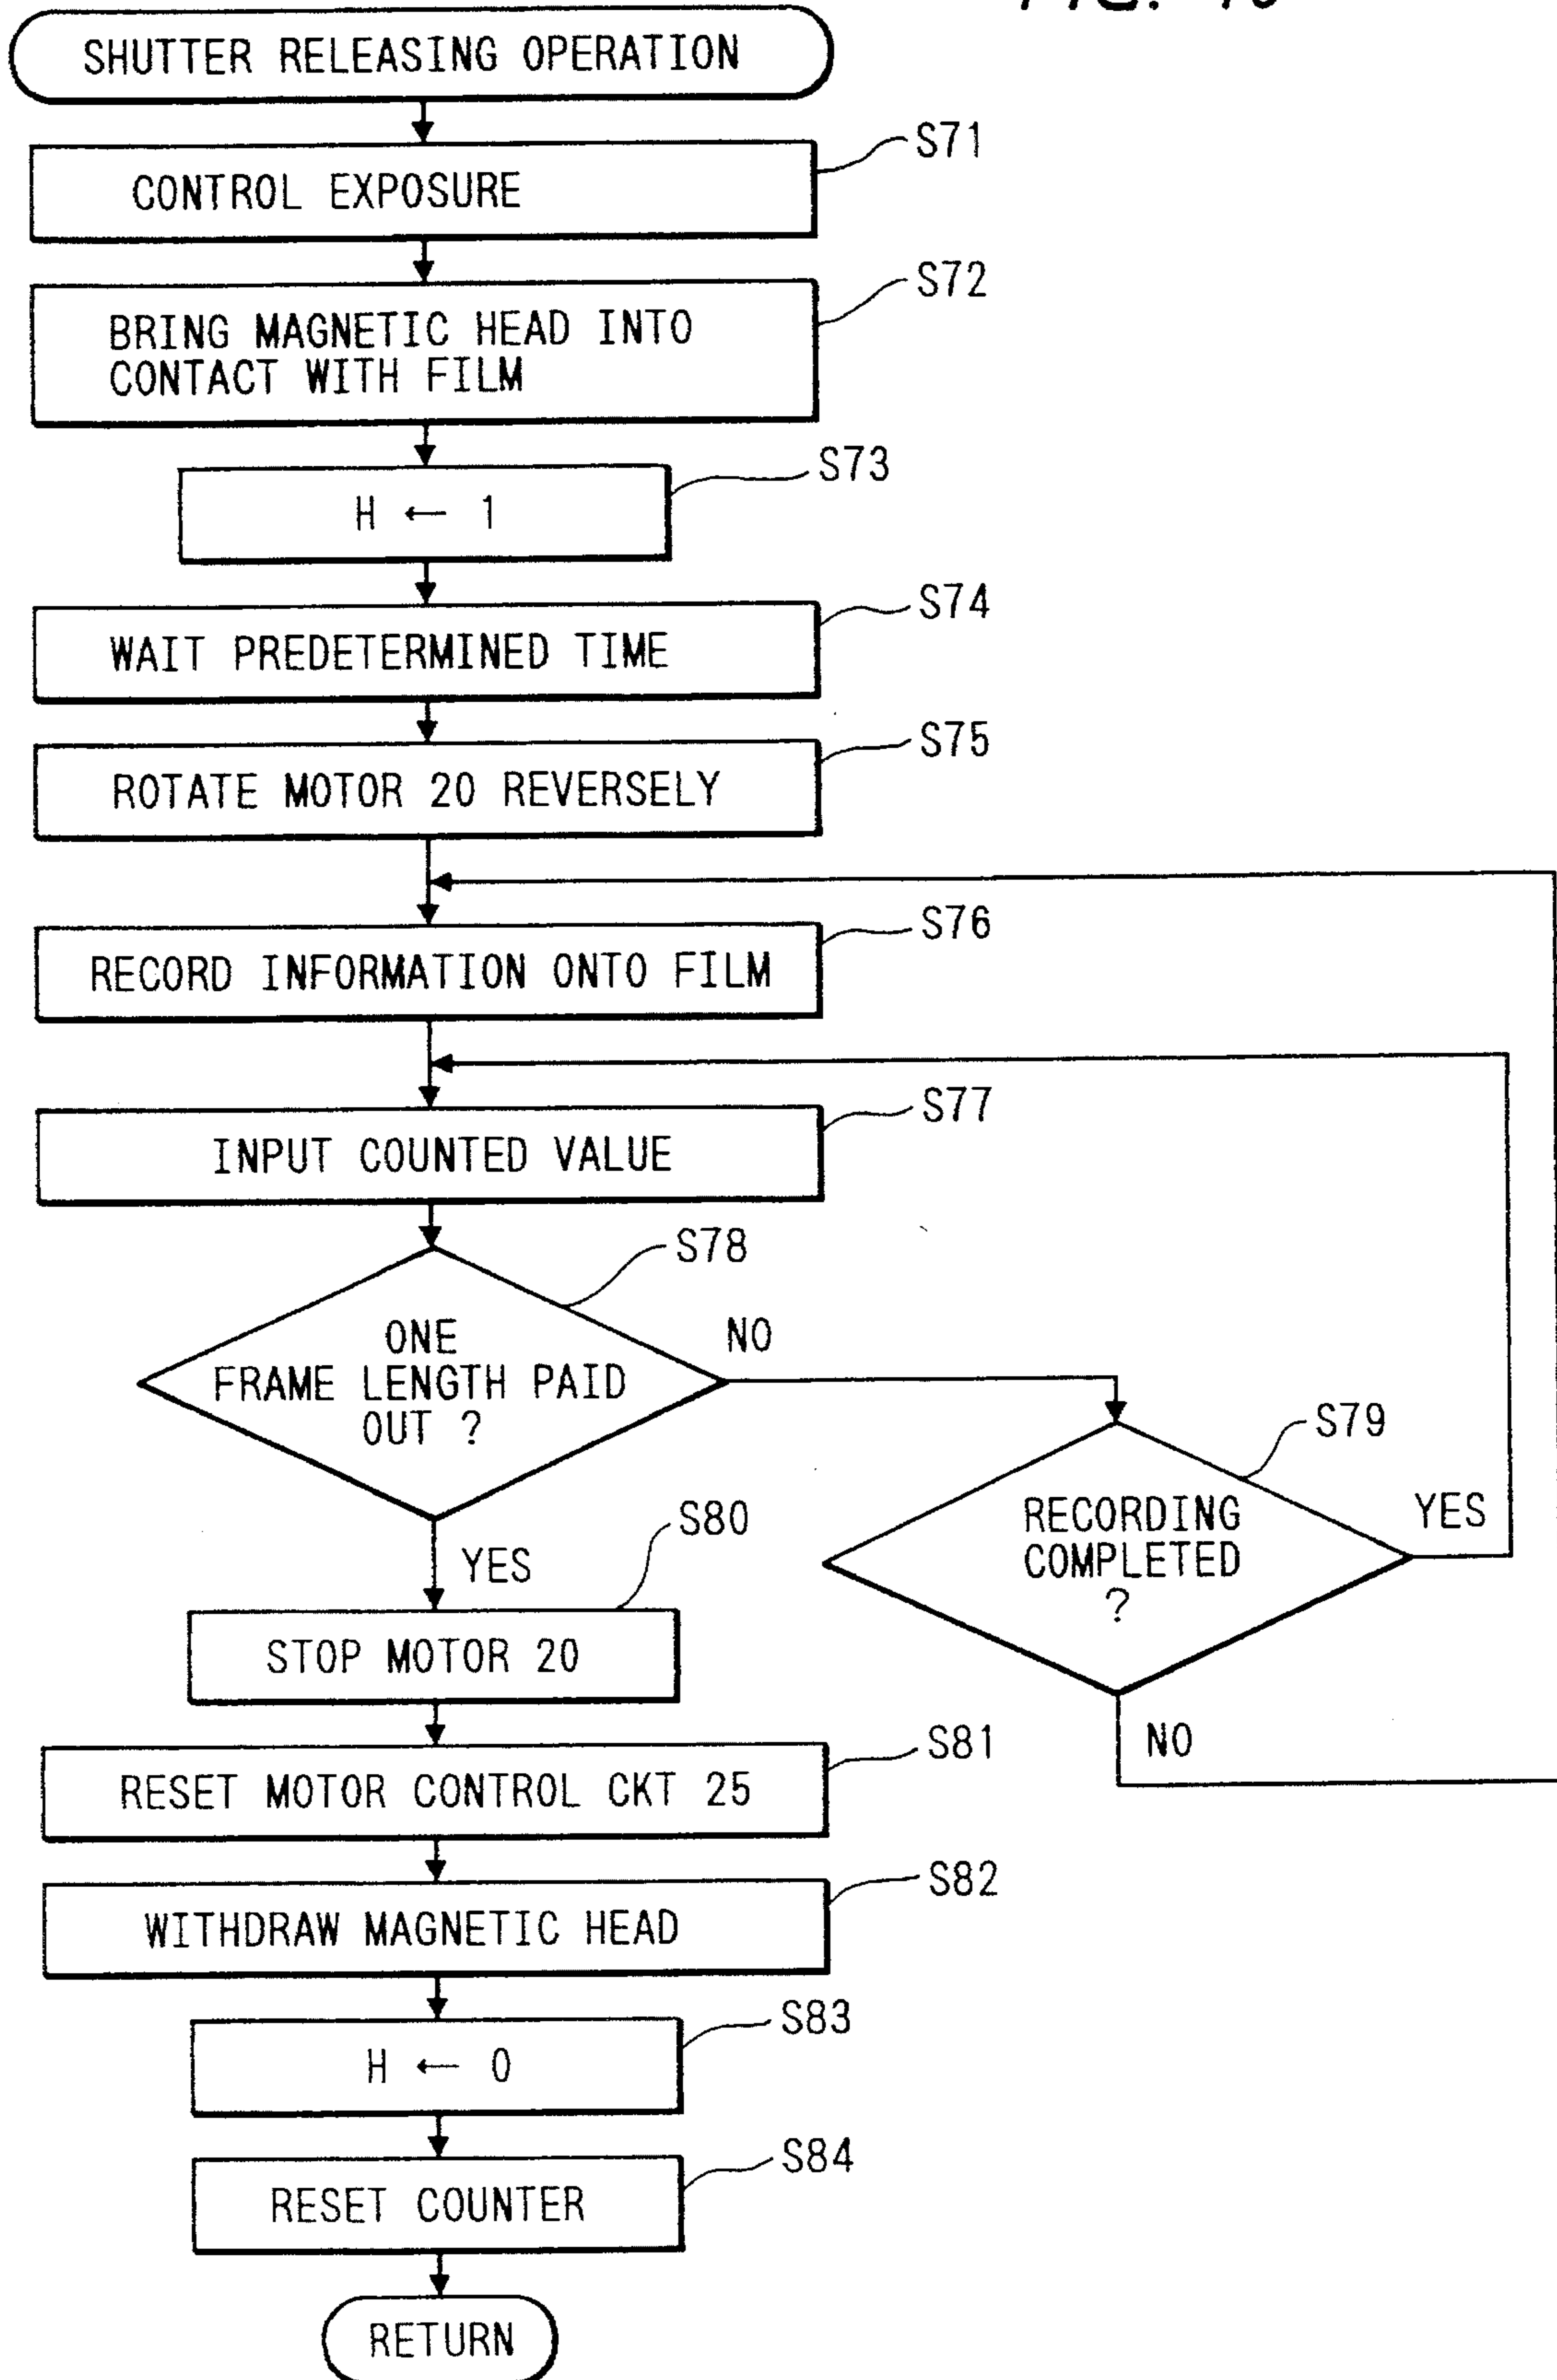 SHUTTER RELEASING OPERATION
S71
CONTROL EXPOSURE
S72
BRING MAGNETIC HEAD INTO
CONTACT WITH FILM
S73
H ← 1
S74
WAIT PREDETERMINED TIME
S75
ROTATE MOTOR 20 REVERSELY
S76
RECORD INFORMATION ONTO FILM
S77
INPUT COUNTED VALUE
S78
ONE
FRAME LENGTH PAID
OUT ?
NO
S79
RECORDING
COMPLETED
?
YES
NO
YES
S80
STOP MOTOR 20
S81
RESET MOTOR CONTROL CKT 25
S82
WITHDRAW MAGNETIC HEAD
S83
H ← 0
S84
RESET COUNTER
RETURN